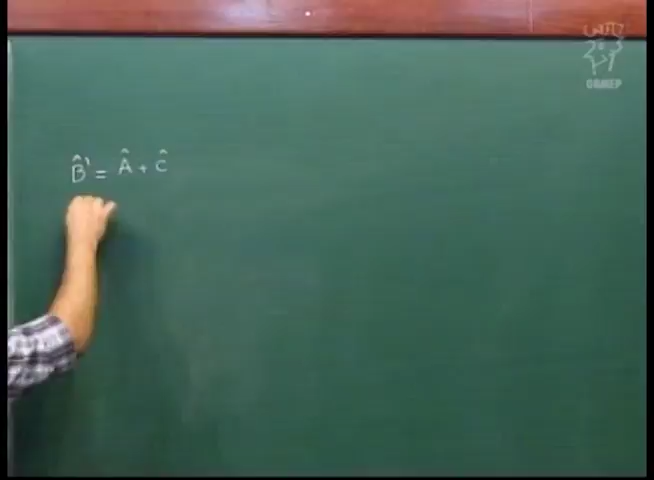 OBMEP
B̂' = Â + Ĉ